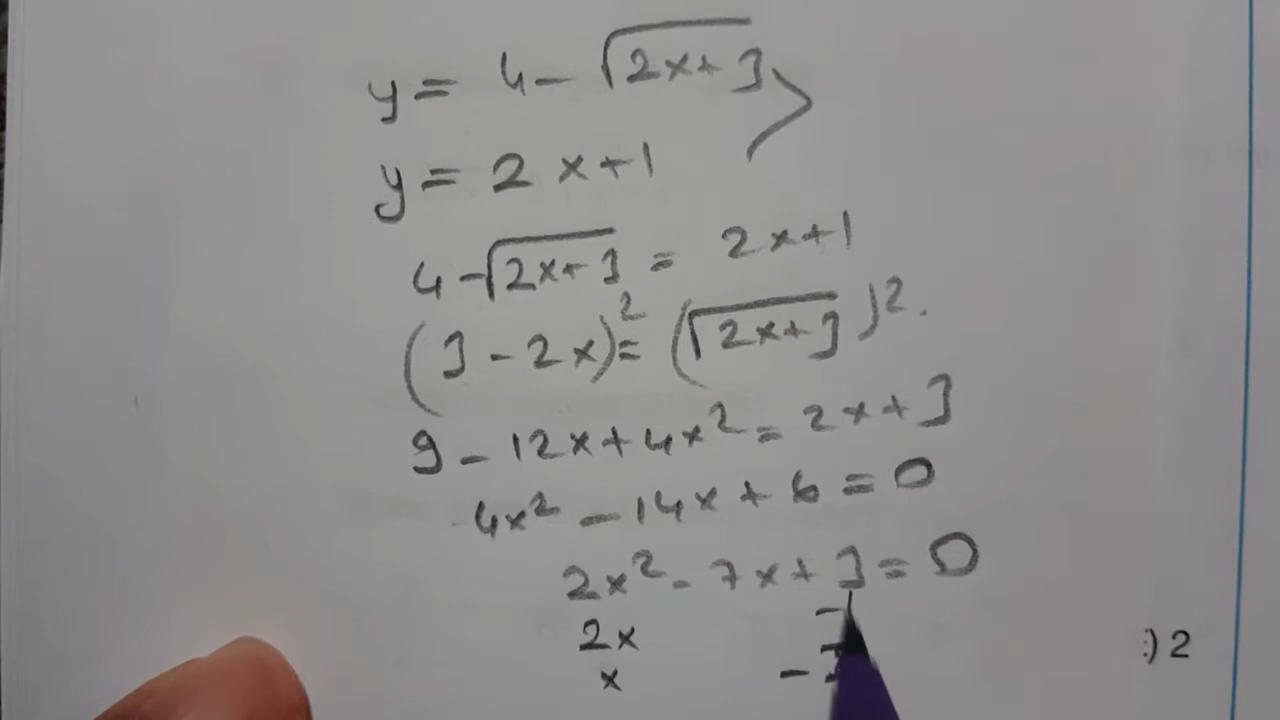 y = 4 - √(2x+3)
y = 2x+1
4 - √(2x+3) = 2x+1
(3 - 2x)² = (√(2x+3))².
9 - 12x + 4x² = 2x+3
4x² - 14x + 6 = 0
2x² - 7x + 3 = 0
2x
x -
:) 2